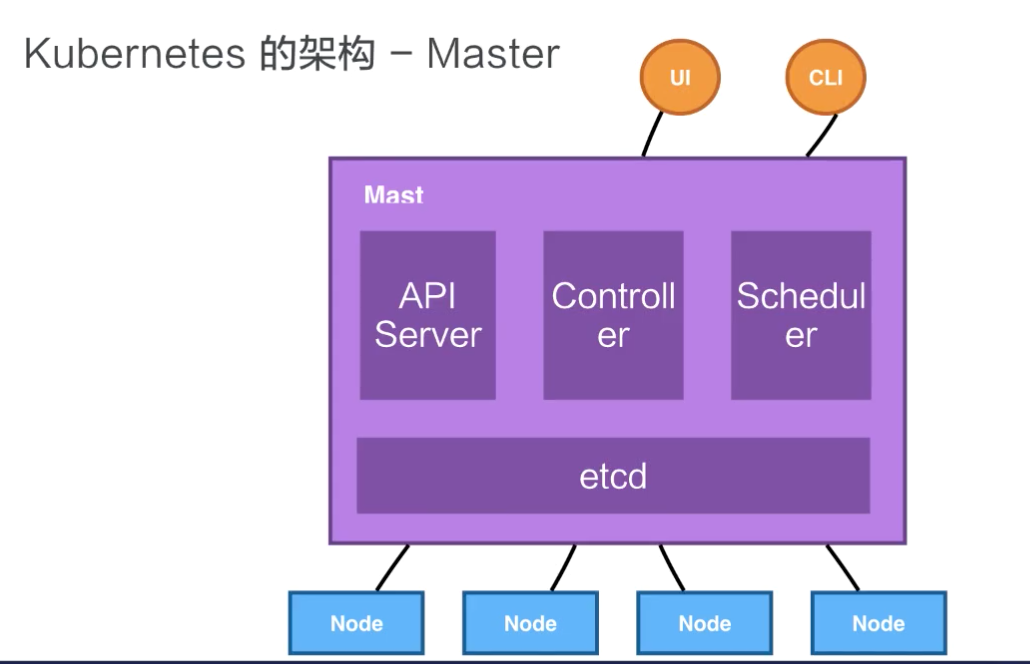 Kubernetes 的架构 – Master
UI
CLI
Mast
API
Server
Controll
er
Schedul
er
etcd
Node
Node
Node
Node